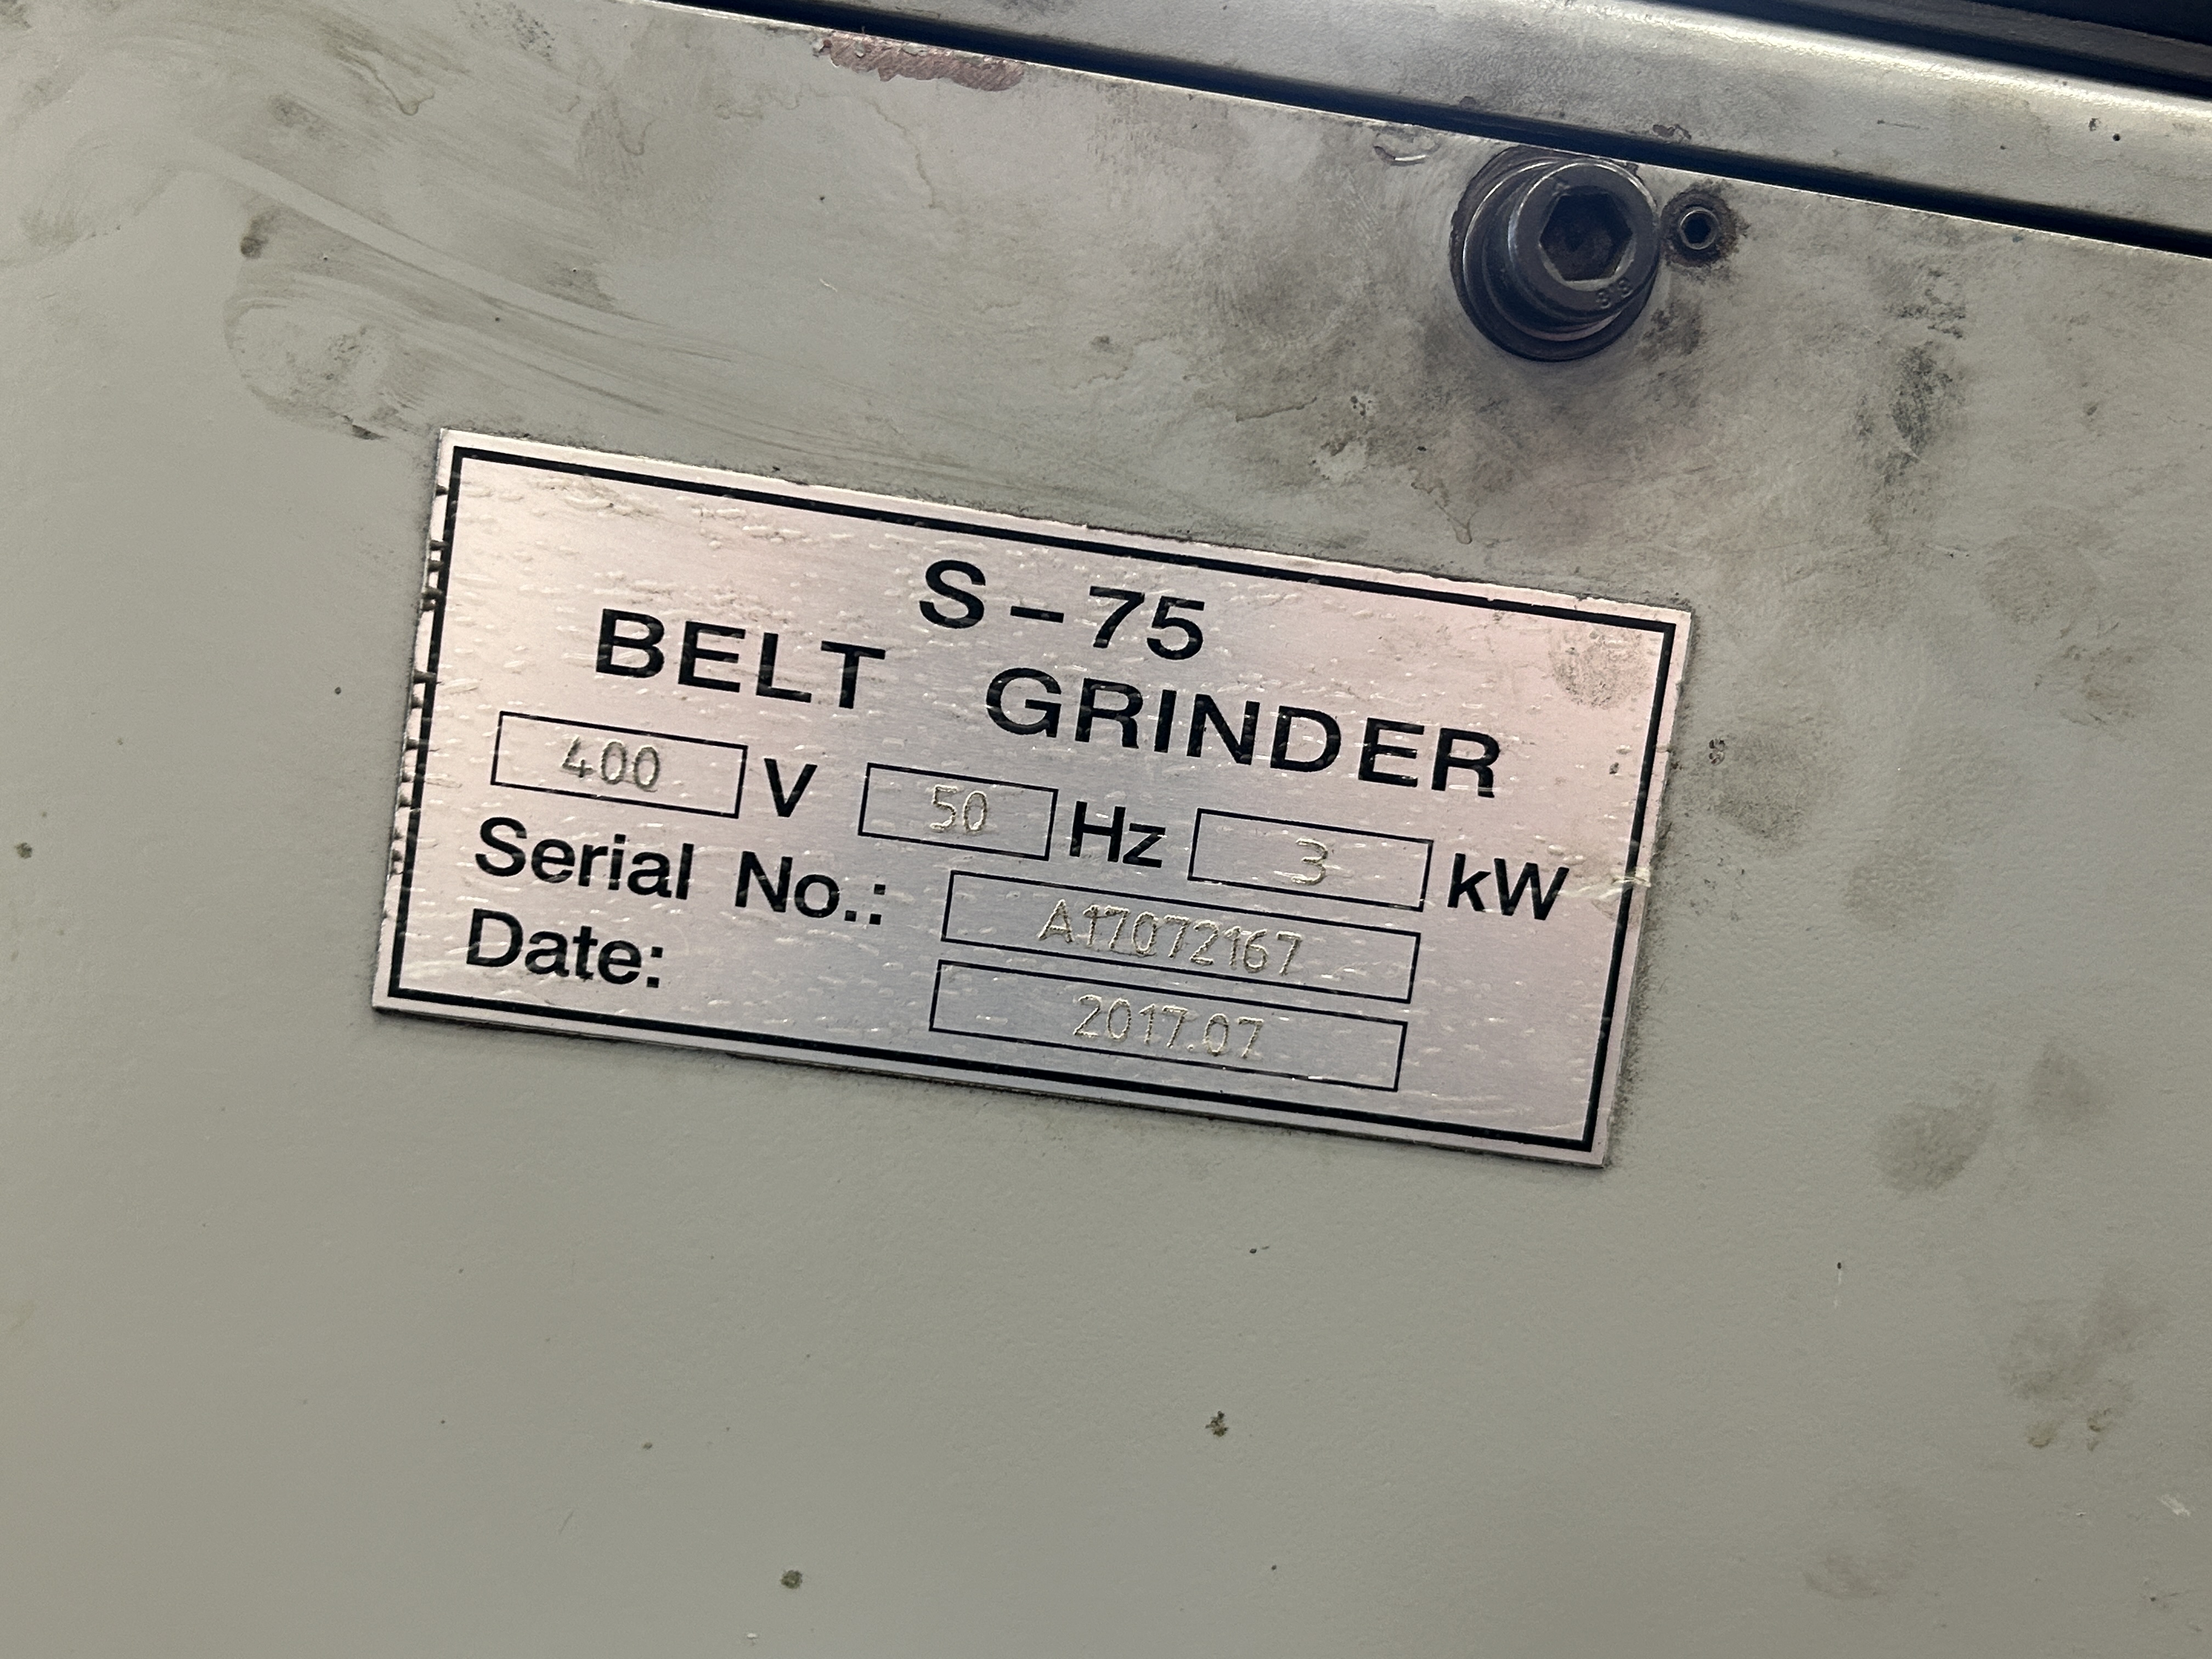 S-75
BELT GRINDER
400 V 50 Hz 3 kW
Serial No.: A17072167
Date: 2017.07